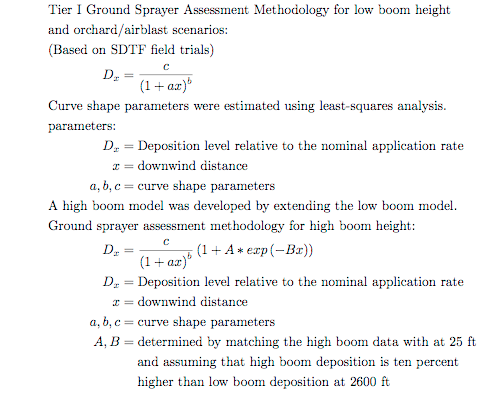 Tier I Ground Sprayer Assessment Methodology for low boom height
and orchard/airblast scenarios:
(Based on SDTF field trials)
D_x = c / (1 + ax)^b
Curve shape parameters were estimated using least-squares analysis.
parameters:
D_x = Deposition level relative to the nominal application rate
x = downwind distance
a, b, c = curve shape parameters
A high boom model was developed by extending the low boom model.
Ground sprayer assessment methodology for high boom height:
D_x = c / (1 + ax)^b (1 + A * exp(−Bx))
D_x = Deposition level relative to the nominal application rate
x = downwind distance
a, b, c = curve shape parameters
A, B = determined by matching the high boom data with at 25 ft
and assuming that high boom deposition is ten percent
higher than low boom deposition at 2600 ft